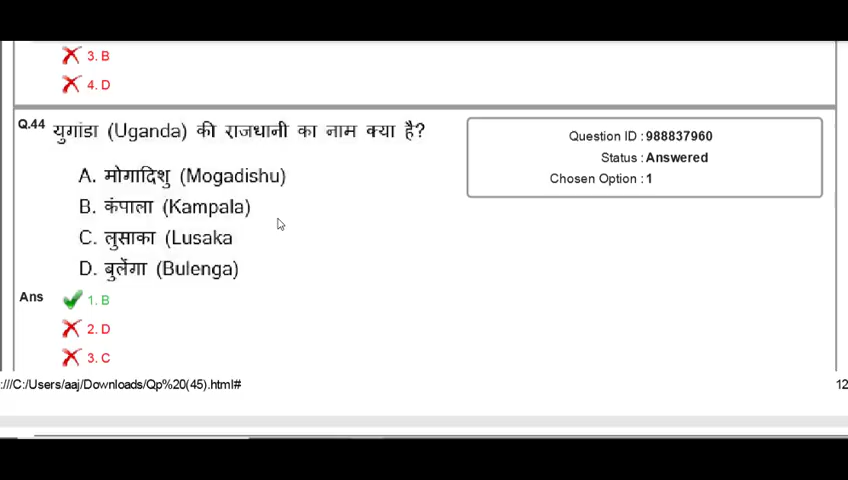 3. B
4. D
Q.44 युगांडा (Uganda) की राजधानी का नाम क्या है?
A. मोगादिशु (Mogadishu)
B. कंपाला (Kampala)
C. लुसाका (Lusaka
D. बुलेंगा (Bulenga)
Question ID : 988837960
Status : Answered
Chosen Option : 1
Ans 1. B
2. D
3. C
:///C:/Users/aaj/Downloads/Qp%20(45).html# 12